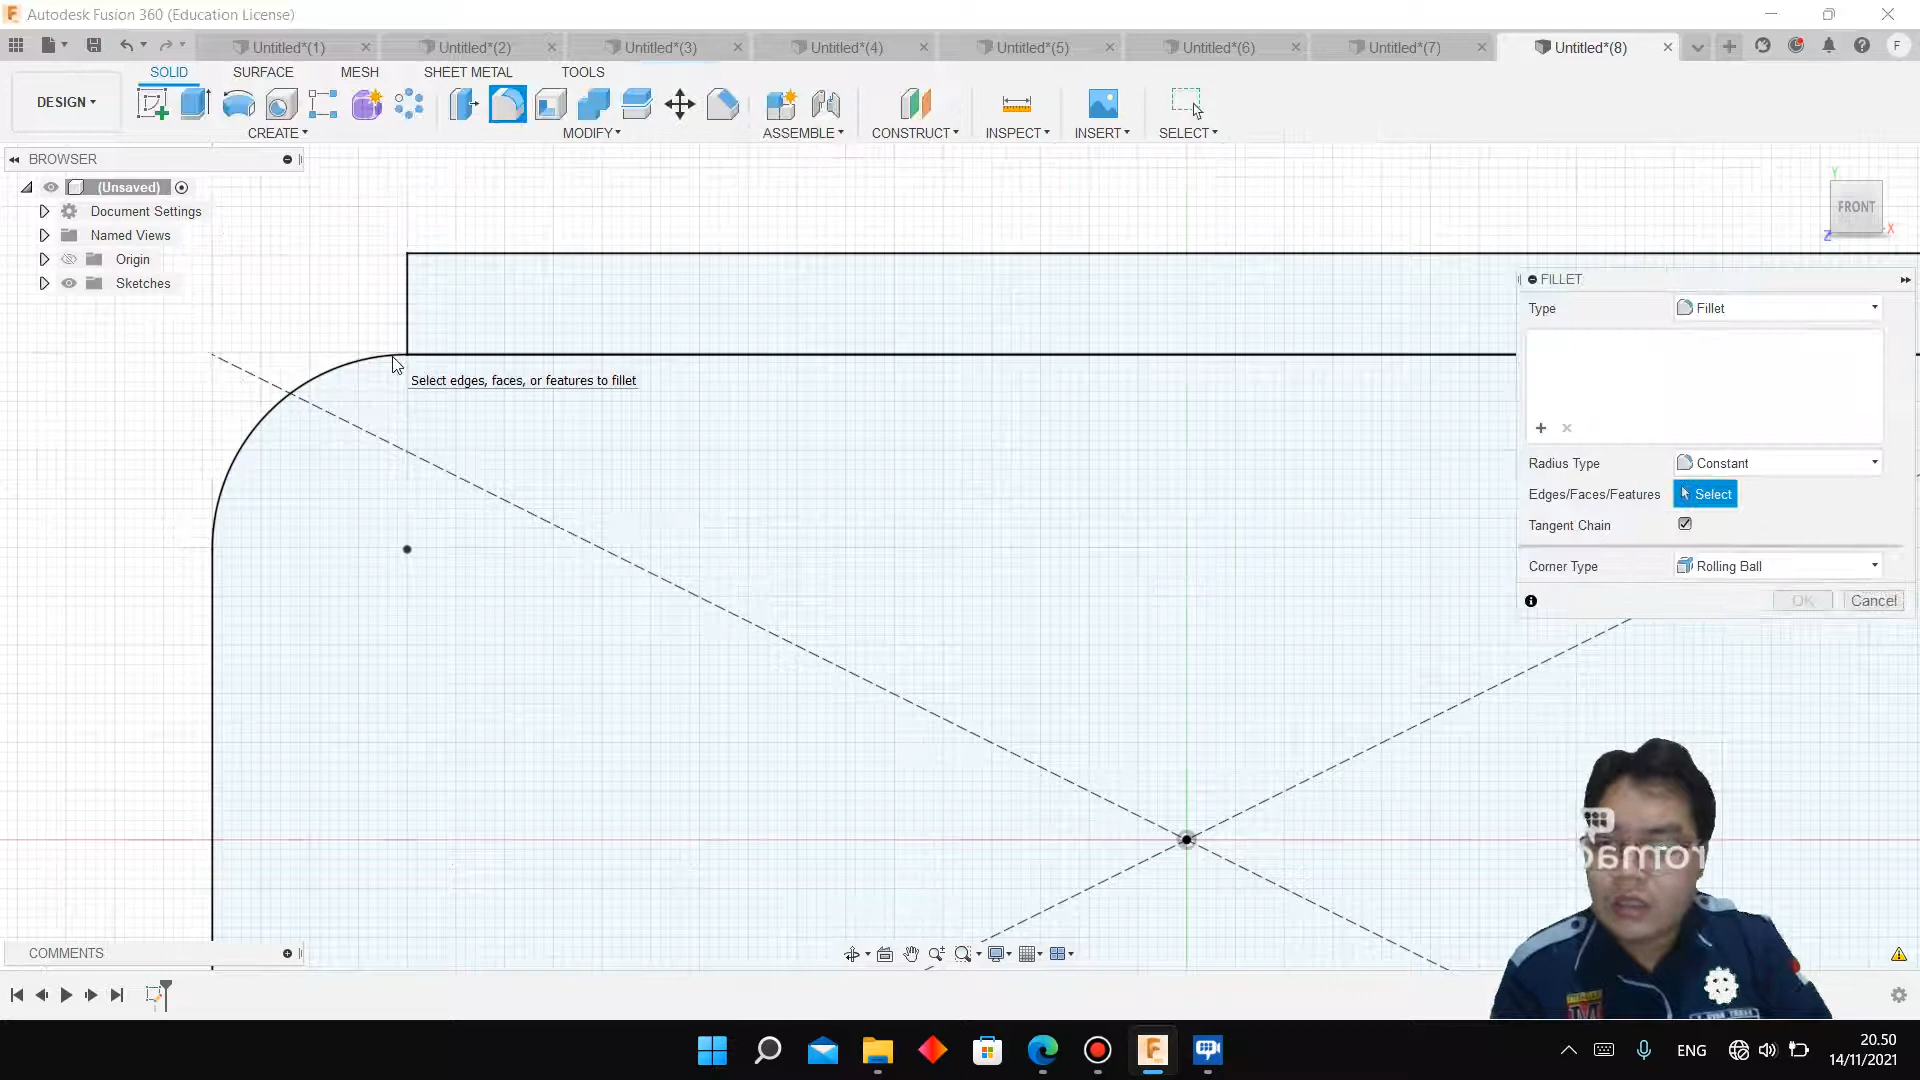 Autodesk Fusion 360 (Education License)
Untitled*(1)
Untitled*(2)
Untitled*(3)
Untitled*(4)
Untitled*(5)
Untitled*(6)
Untitled*(7)
Untitled*(8)
F
SOLID
SURFACE
MESH
SHEET METAL
TOOLS
DESIGN
CREATE
MODIFY
ASSEMBLE
CONSTRUCT
INSPECT
INSERT
SELECT
BROWSER
(Unsaved)
Document Settings
Named Views
Origin
Sketches
Y
FRONT
X
Z
Select edges, faces, or features to fillet
FILLET
Type
Fillet
Radius Type
Constant
Edges/Faces/Features
Select
Tangent Chain
Corner Type
Rolling Ball
OK
Cancel
COMMENTS
ENG
20.50
14/11/2021